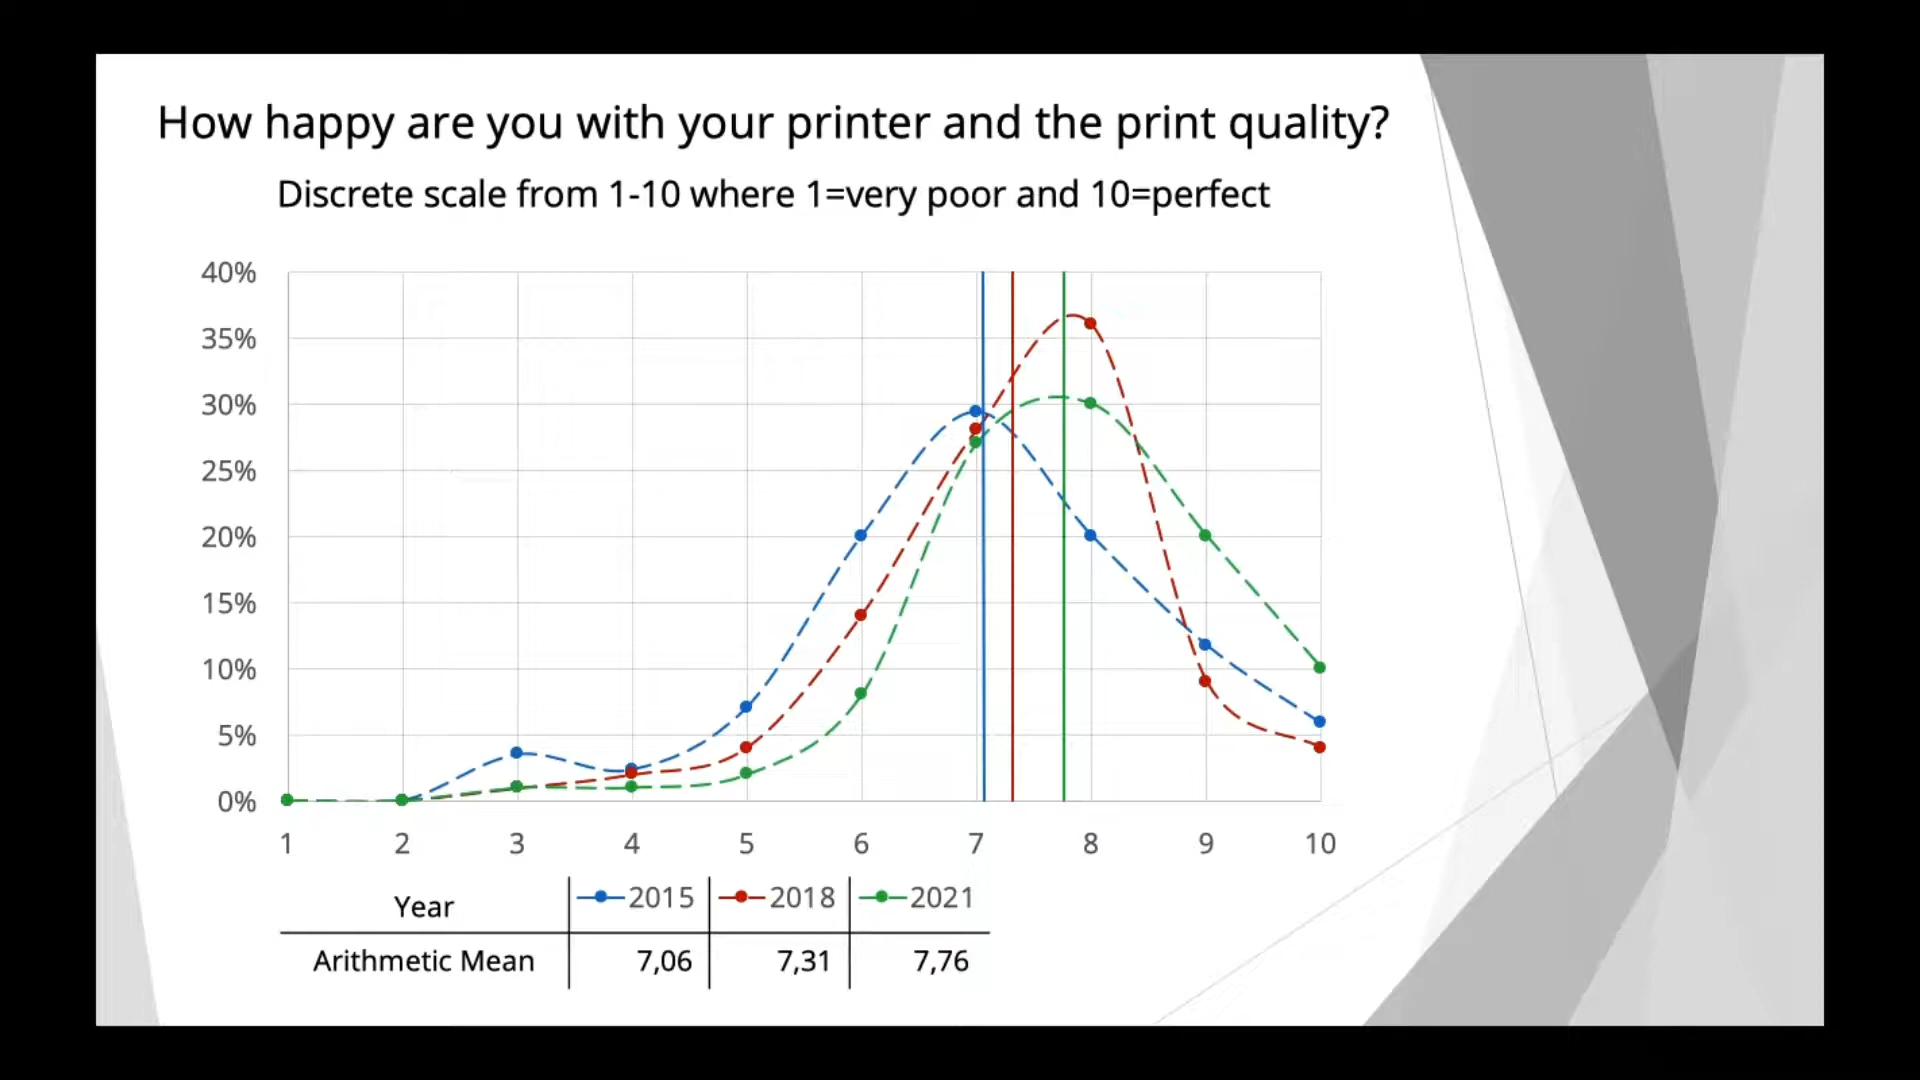 How happy are you with your printer and the print quality?
Discrete scale from 1-10 where 1=very poor and 10=perfect
40%
35%
30%
25%
20%
15%
10%
5%
0%
1 2 3 4 5 6 7 8 9 10
Year 2015 2018 2021
Arithmetic Mean 7,06 7,31 7,76